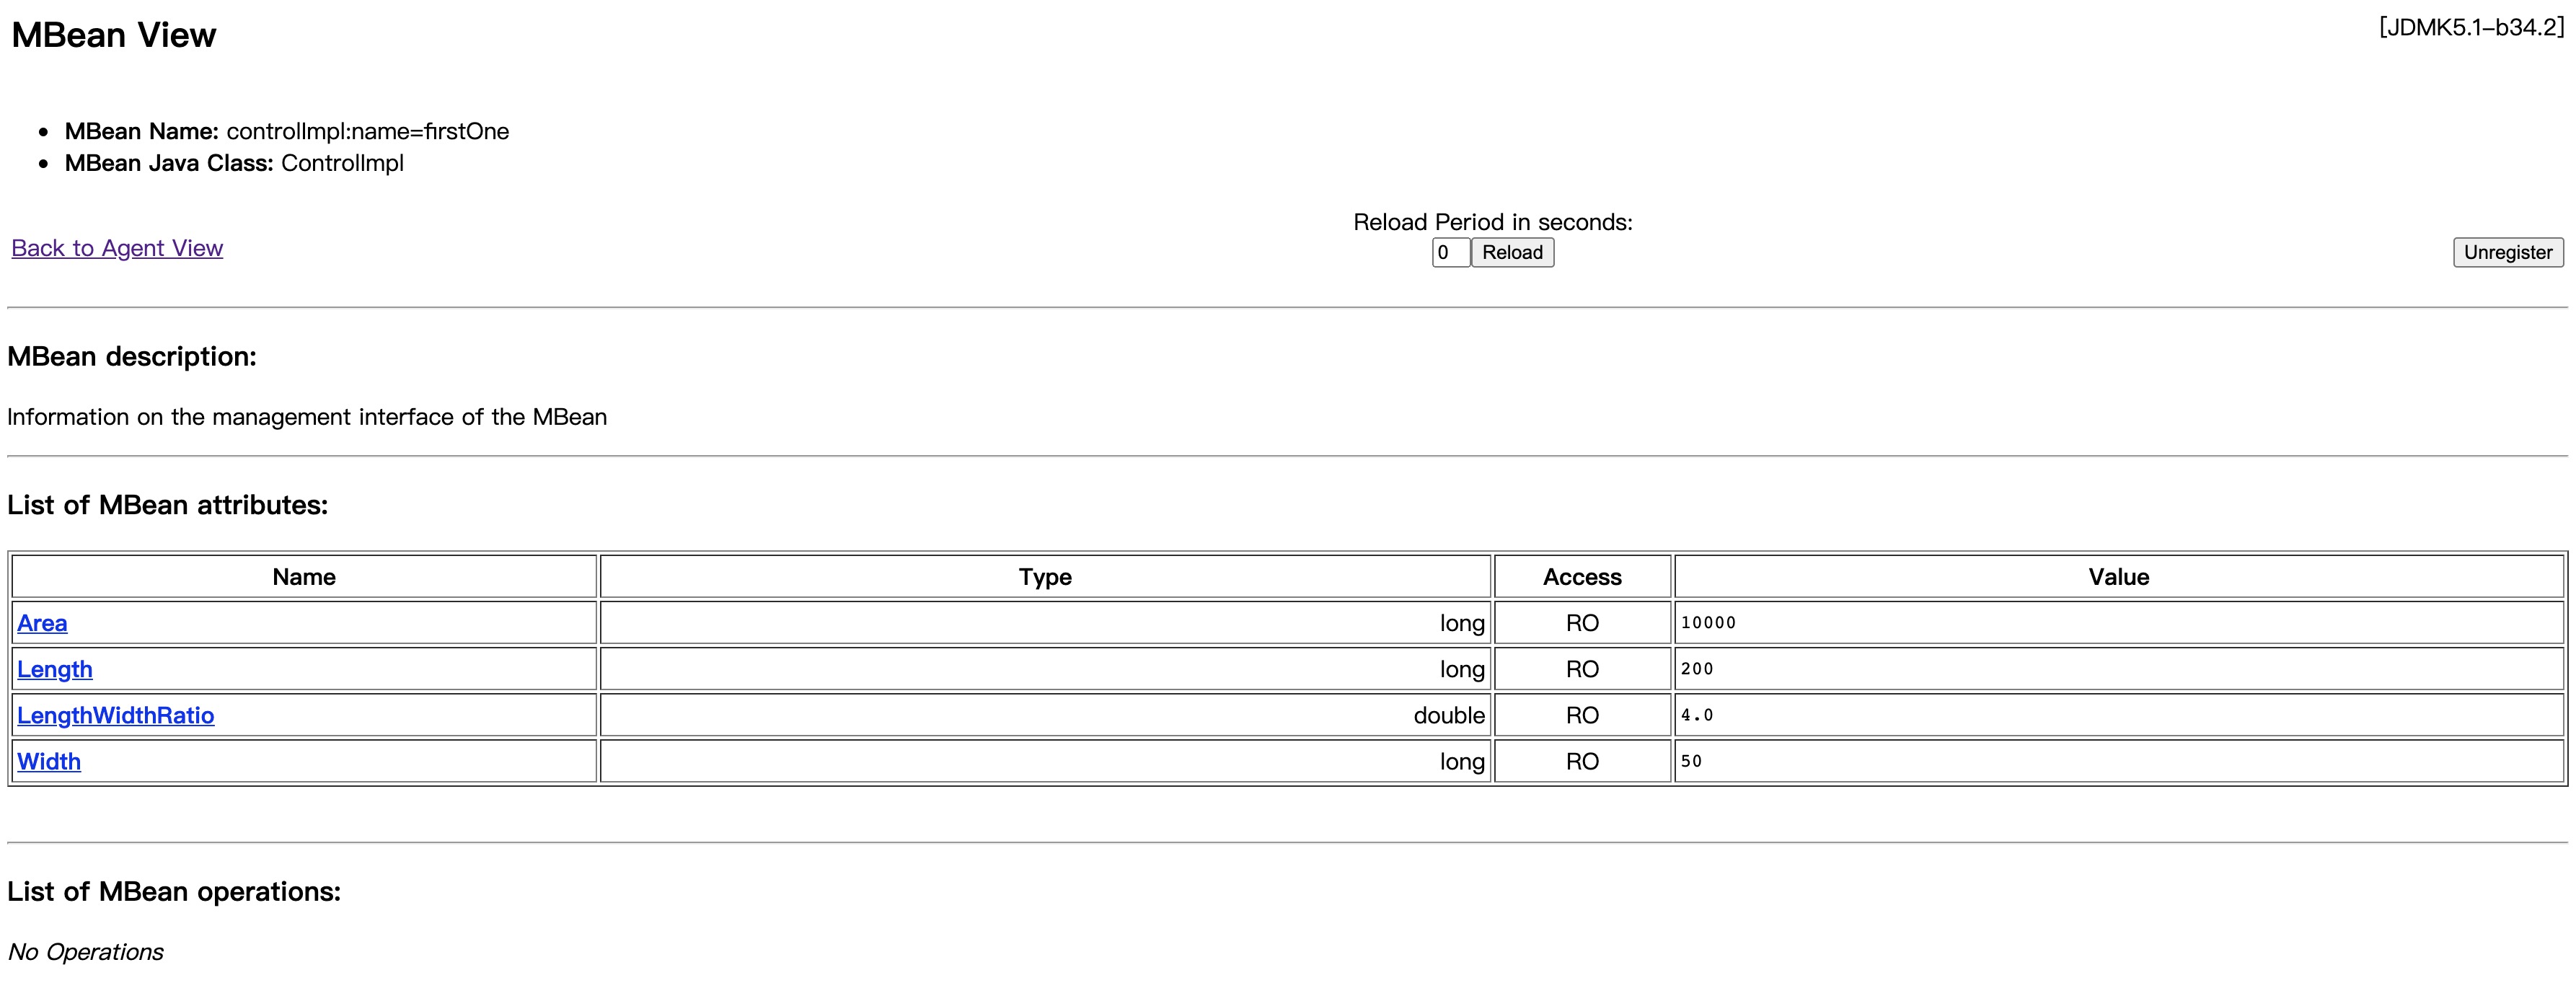 MBean View
[JDMK5.1-b34.2]
MBean Name: controlImpl:name=firstOne
MBean Java Class: ControlImpl
Reload Period in seconds:
Back to Agent View
0 Reload
Unregister
MBean description:
Information on the management interface of the MBean
List of MBean attributes:
Name Type Access Value
Area long RO 10000
Length long RO 200
LengthWidthRatio double RO 4.0
Width long RO 50
List of MBean operations:
No Operations